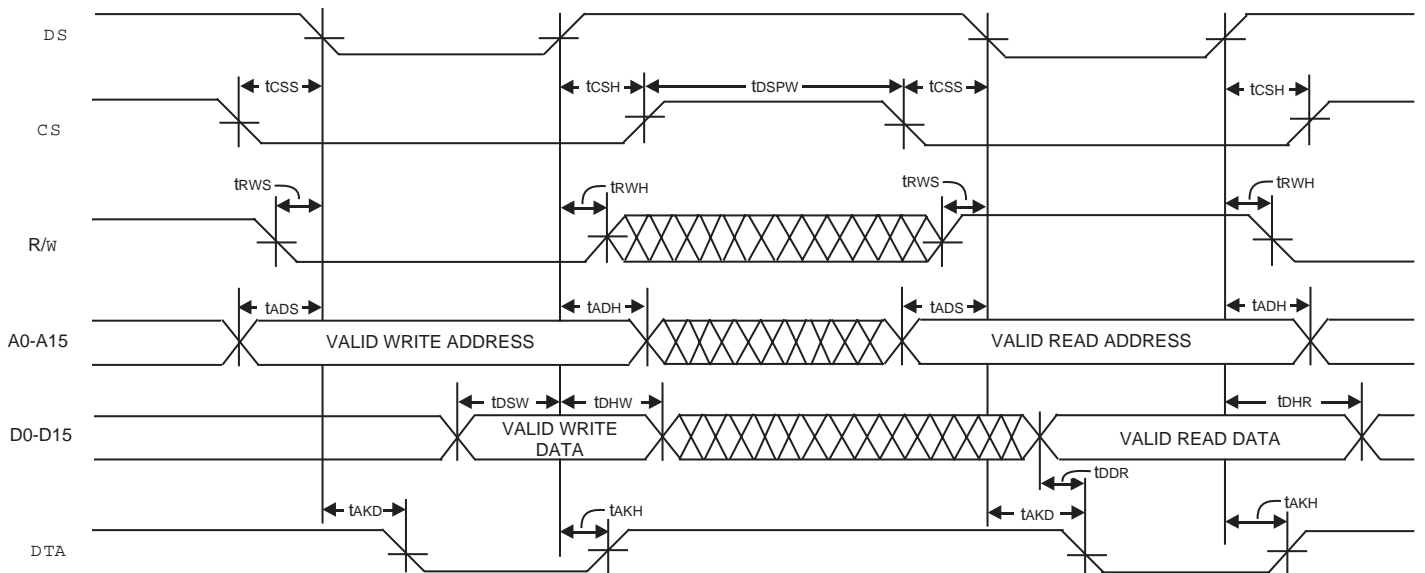 DS
tCSS tCSH tDSPW tCSS tCSH
CS
tRWS tRWH tRWS tRWH
R/W
tADS tADH tADS tADH
A0-A15 VALID WRITE ADDRESS VALID READ ADDRESS
tDSW tDHW tDHR
D0-D15 VALID WRITE DATA VALID READ DATA
tDDR
tAKD tAKH tAKD tAKH
DTA